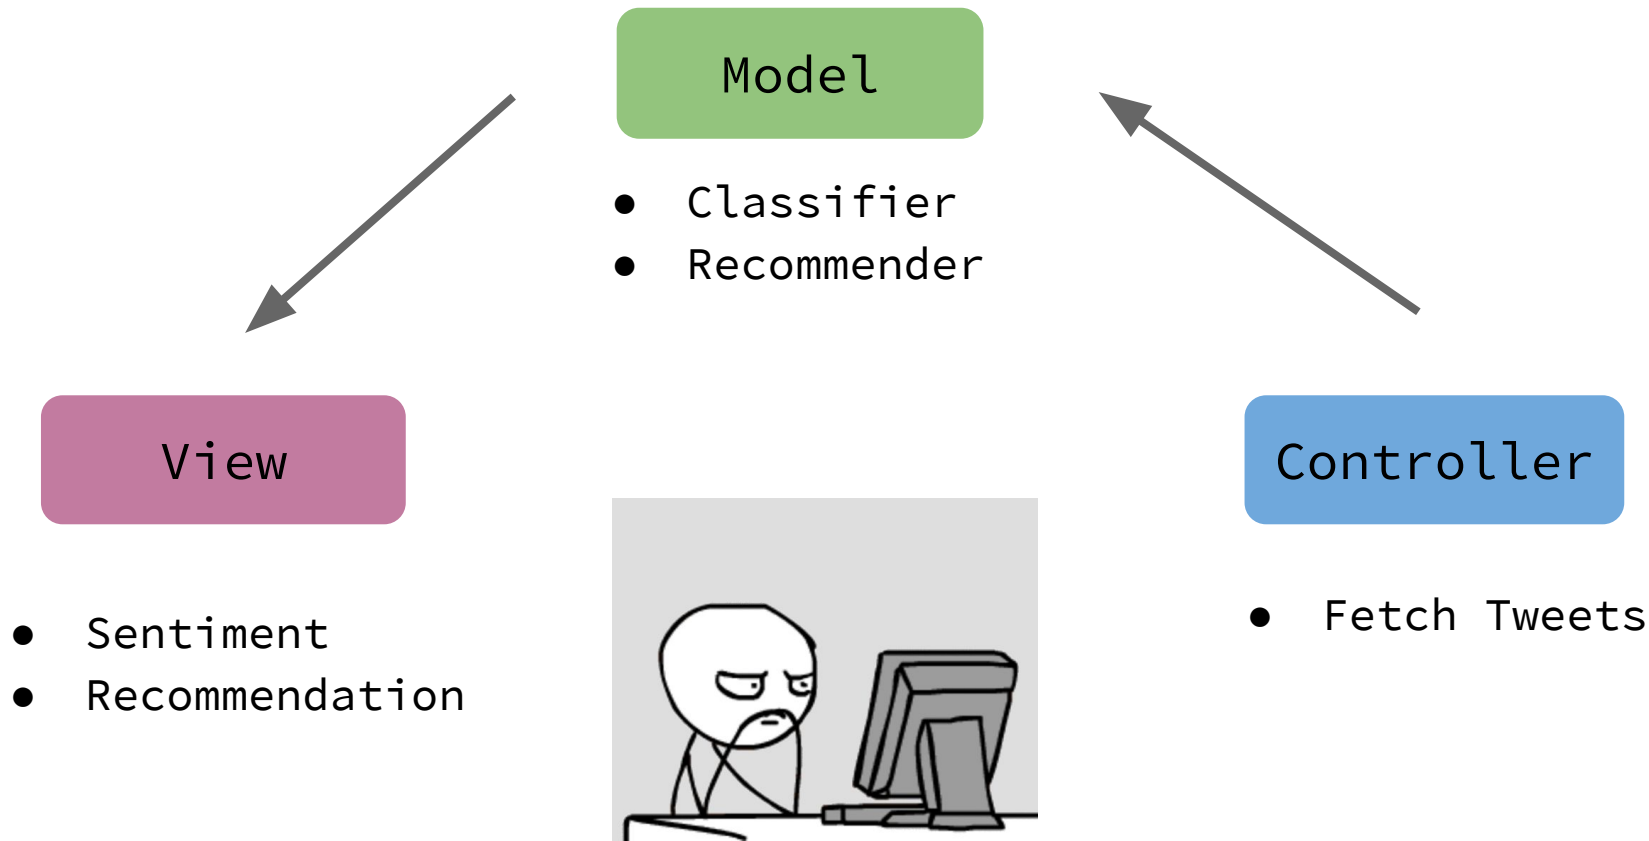 Model
● Classifier
● Recommender
View
● Sentiment
● Recommendation
Controller
● Fetch Tweets